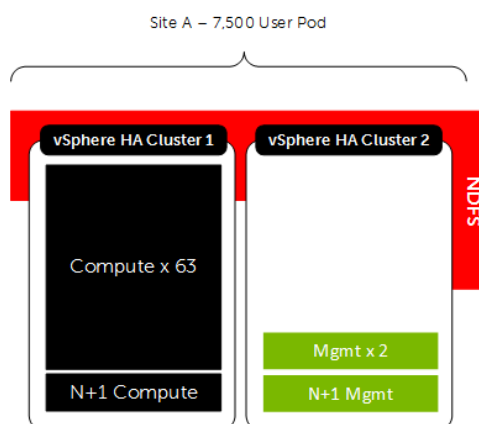 Site A – 7,500 User Pod
vSphere HA Cluster 1
vSphere HA Cluster 2
NDFS
Compute x 63
Mgmt x 2
N+1 Compute
N+1 Mgmt